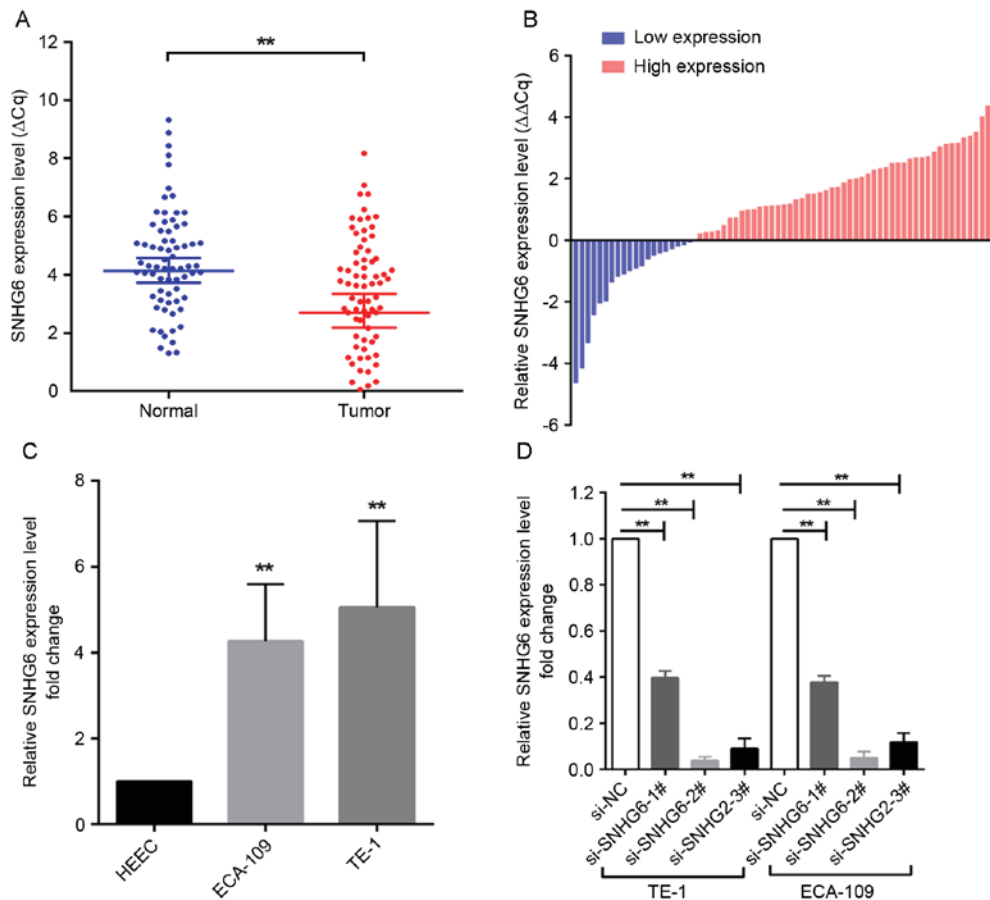 A
SNHG6 expression level (ΔCq)
12
10
8
6
4
2
0
**
Normal
Tumor
B
Relative SNHG6 expression level (ΔΔCq)
Low expression
High expression
6
4
2
0
-2
-4
-6
C
Relative SNHG6 expression level
fold change
8
6
4
2
0
**
**
HEEC
ECA-109
TE-1
D
Relative SNHG6 expression level
fold change
1.2
1.0
0.8
0.6
0.4
0.2
0.0
**
**
**
**
**
**
si-NC
si-SNHG6-1#
si-SNHG6-2#
si-SNHG2-3#
si-NC
si-SNHG6-1#
si-SNHG6-2#
si-SNHG2-3#
TE-1
ECA-109